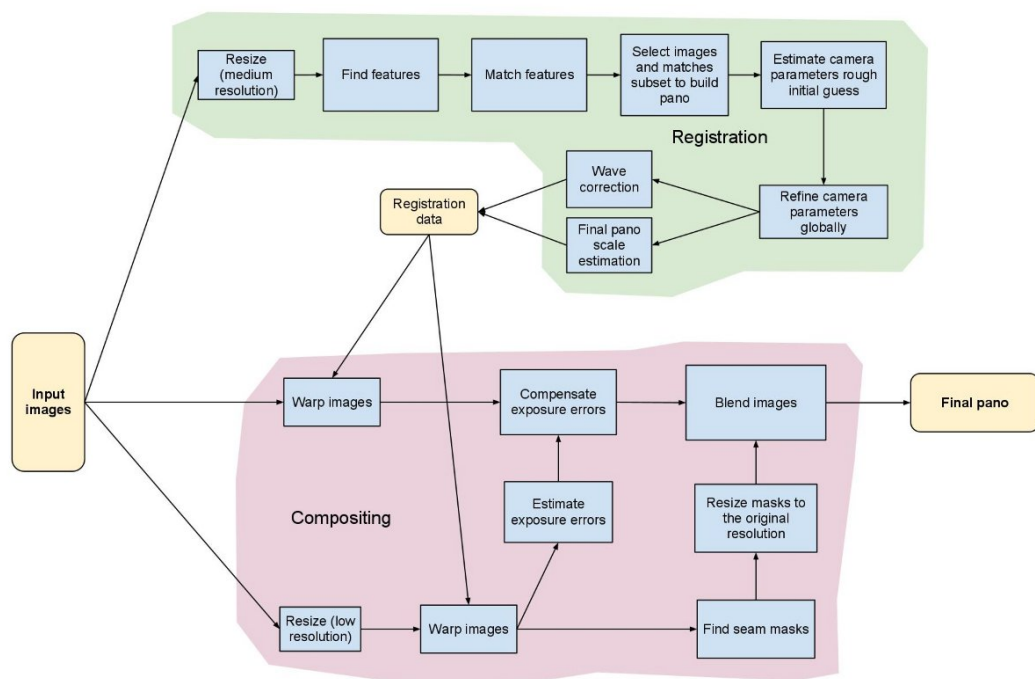 Resize
(medium
resolution)
Find features
Match features
Select images
and matches
subset to build
pano
Estimate camera
parameters rough
initial guess
Registration
Wave
correction
Refine camera
parameters
globally
Registration
data
Final pano
scale
estimation
Input
images
Warp images
Compensate
exposure errors
Blend images
Final pano
Compositing
Estimate
exposure errors
Resize masks to
the original
resolution
Resize (low
resolution)
Warp images
Find seam masks